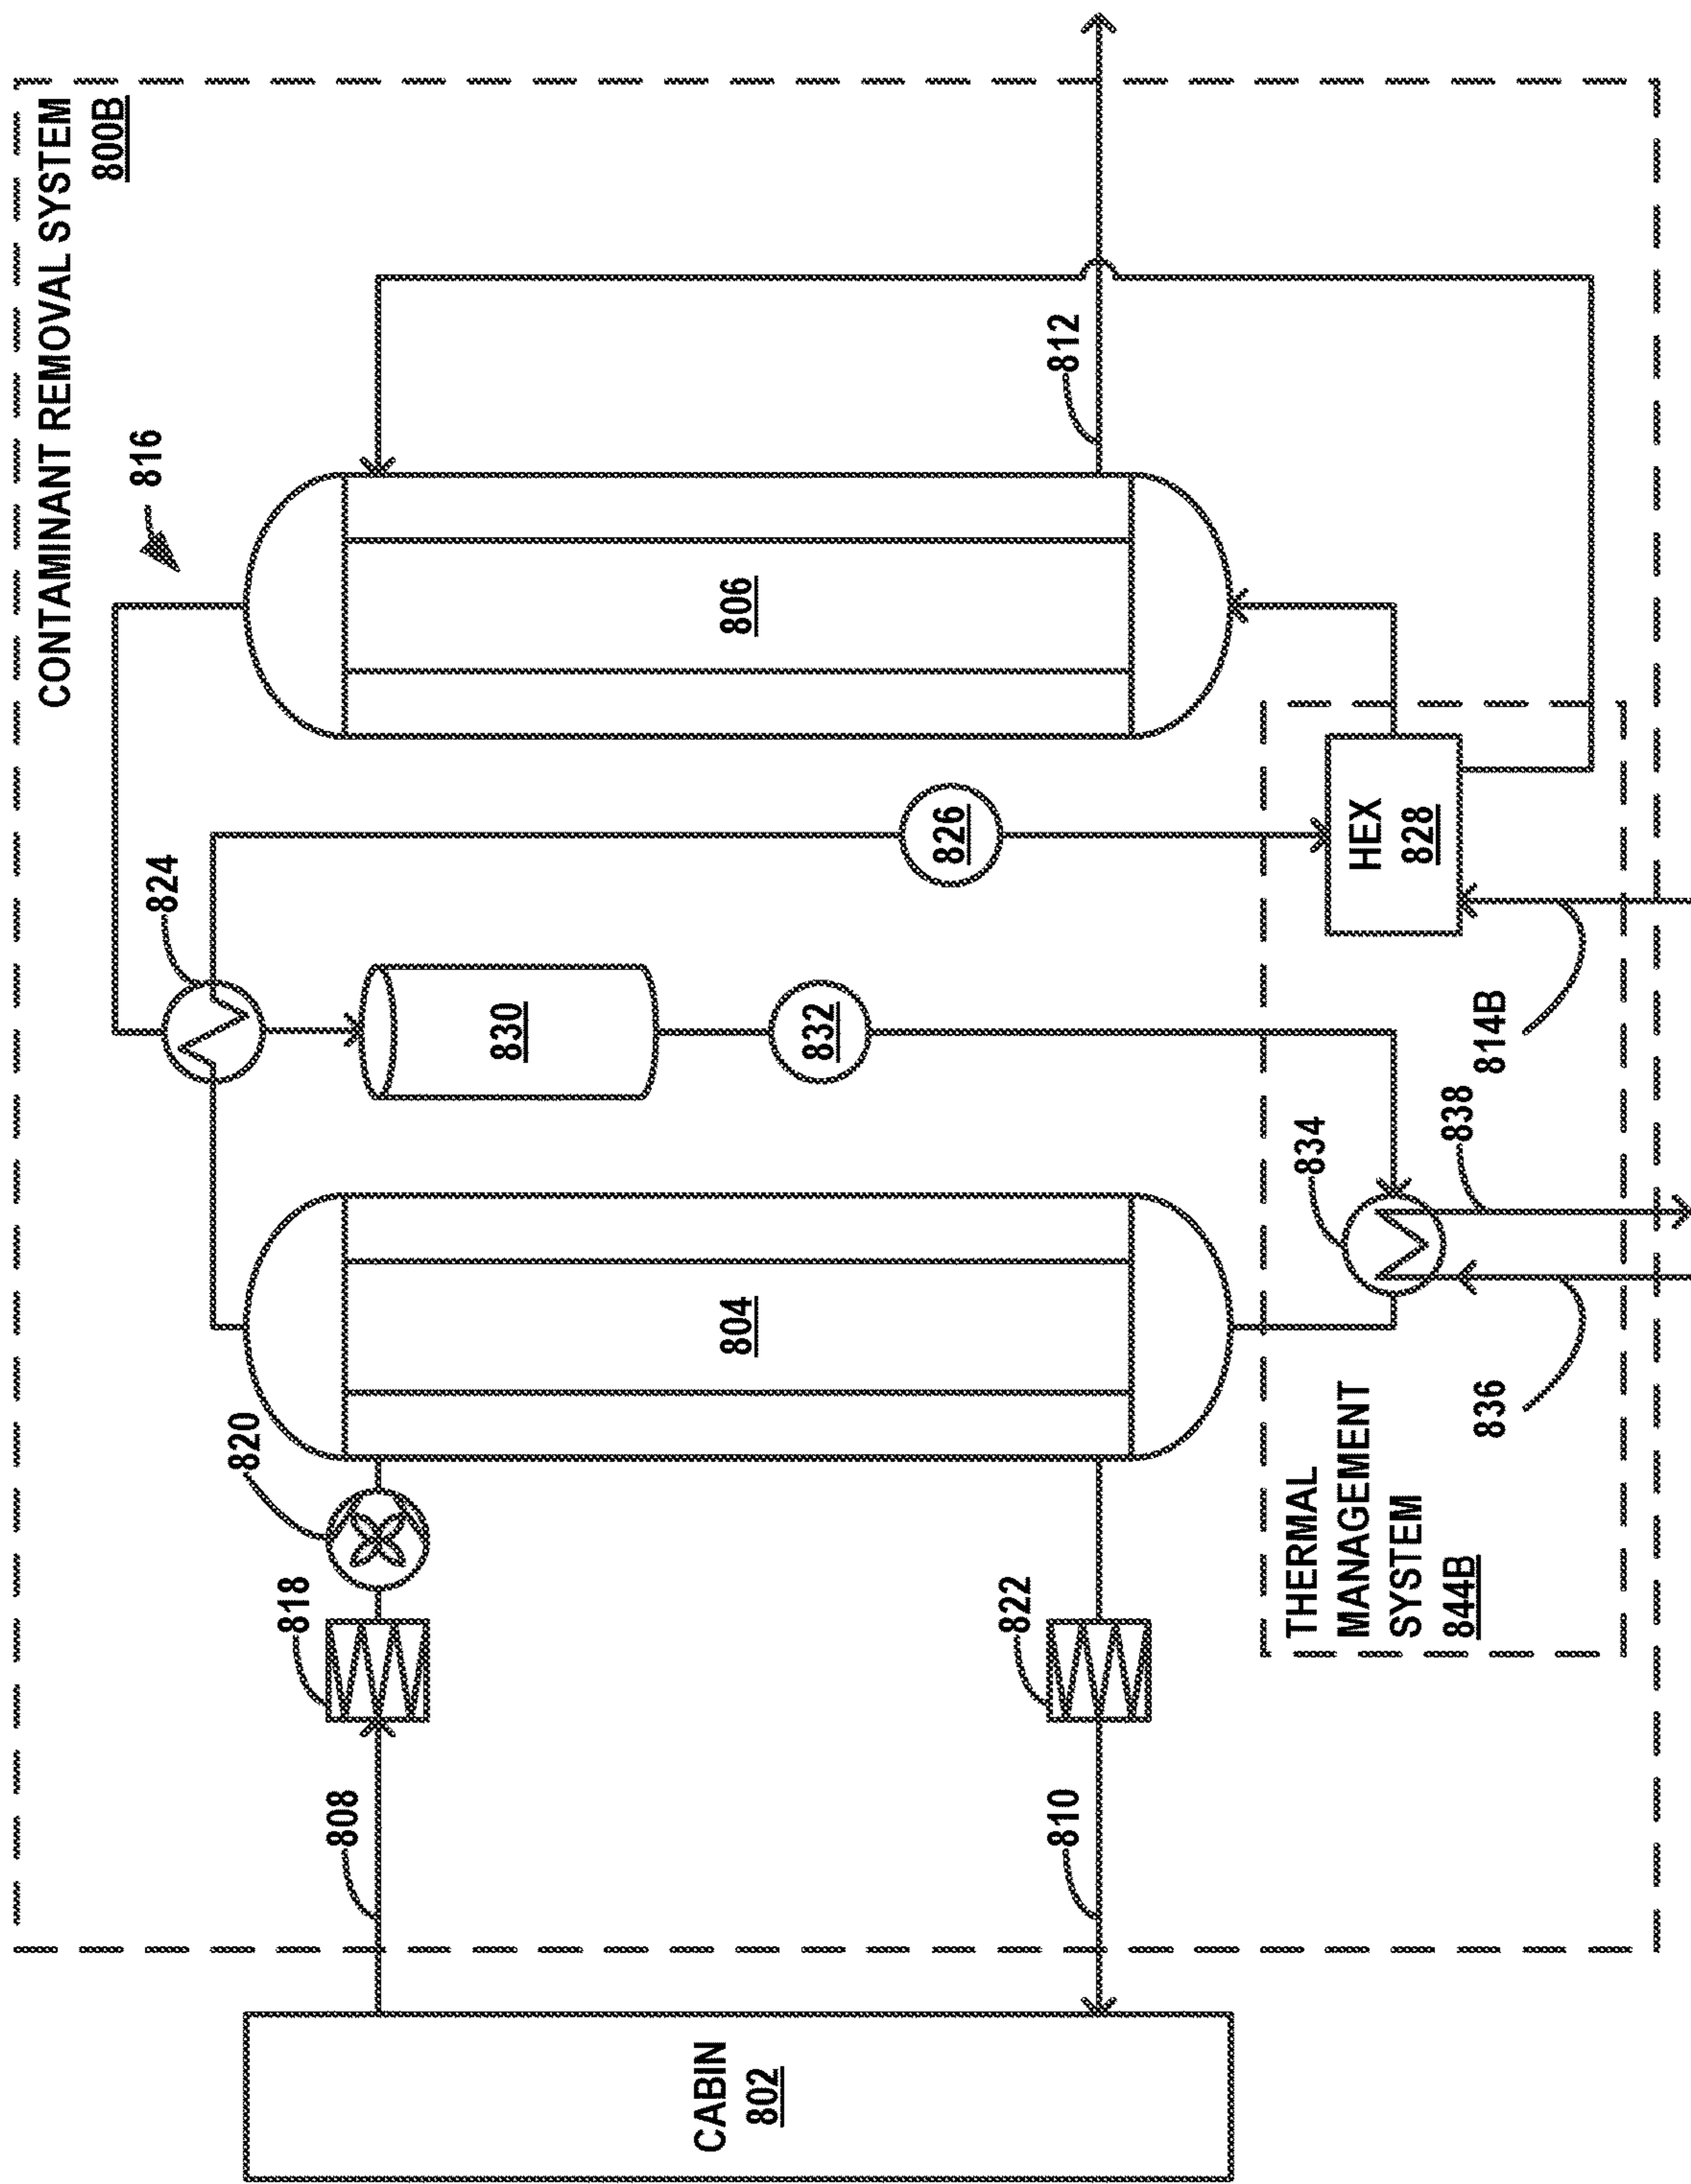 CONTAMINANT REMOVAL SYSTEM
800B
816
824
820
818
808
CABIN
802
804
830
832
826
806
812
822
810
THERMAL
MANAGEMENT
SYSTEM
844B
834
HEX
828
836
838
814B